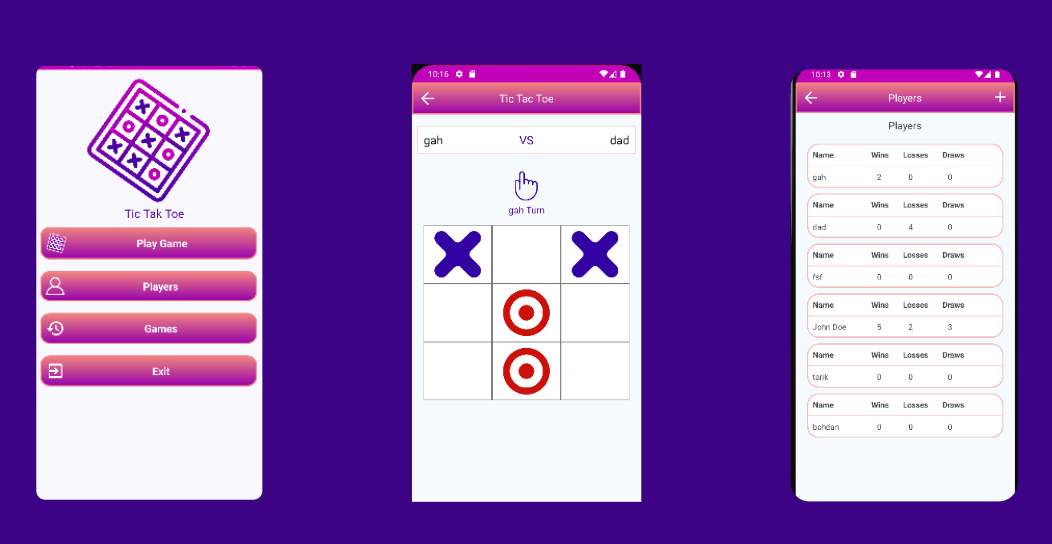 Tic Tak Toe
Play Game
Players
Games
Exit
10:16
Tic Tac Toe
gah VS dad
gah Turn
10:13
Players
Players
Name Wins Losses Draws
gah 2 0 0
Name Wins Losses Draws
dad 0 4 0
Name Wins Losses Draws
fsf 0 0 0
Name Wins Losses Draws
John Doe 5 2 3
Name Wins Losses Draws
tarik 0 0 0
Name Wins Losses Draws
bohdan 0 0 0